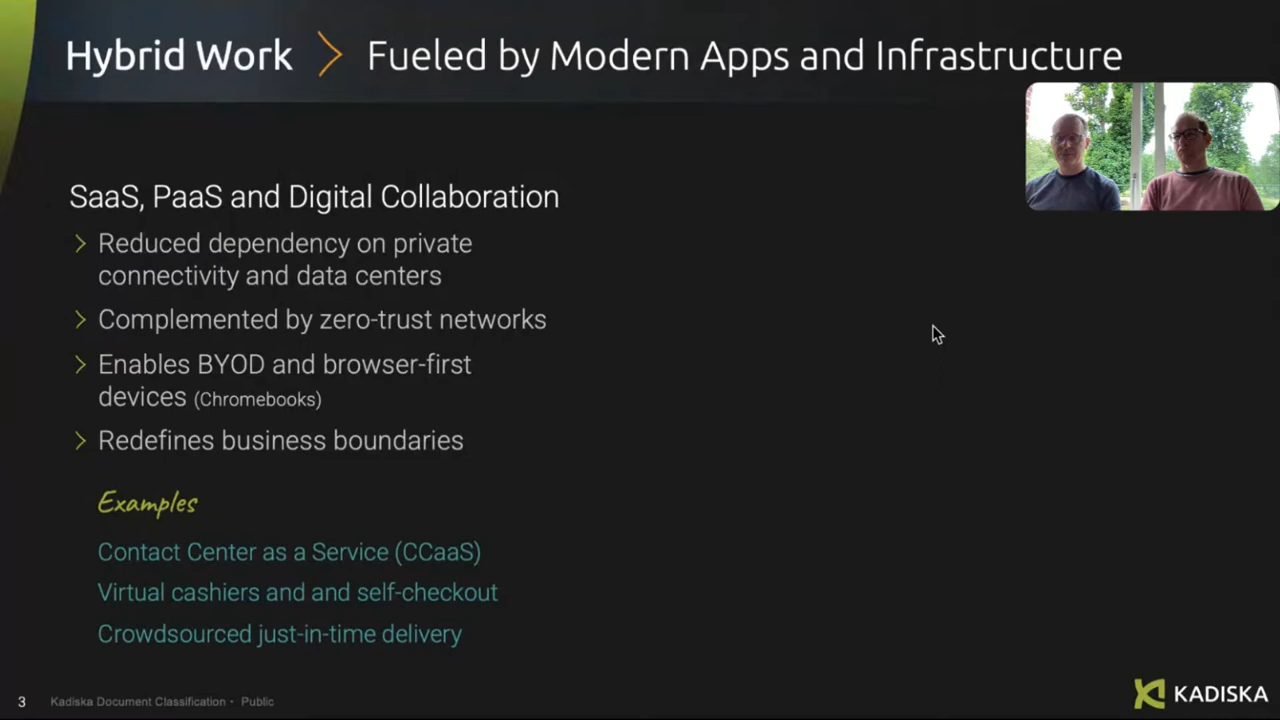 Hybrid Work > Fueled by Modern Apps and Infrastructure
SaaS, PaaS and Digital Collaboration
> Reduced dependency on private
connectivity and data centers
> Complemented by zero-trust networks
> Enables BYOD and browser-first
devices (Chromebooks)
> Redefines business boundaries
Examples
Contact Center as a Service (CCaaS)
Virtual cashiers and and self-checkout
Crowdsourced just-in-time delivery
3 Kadiska Document Classification · Public
KADISKA